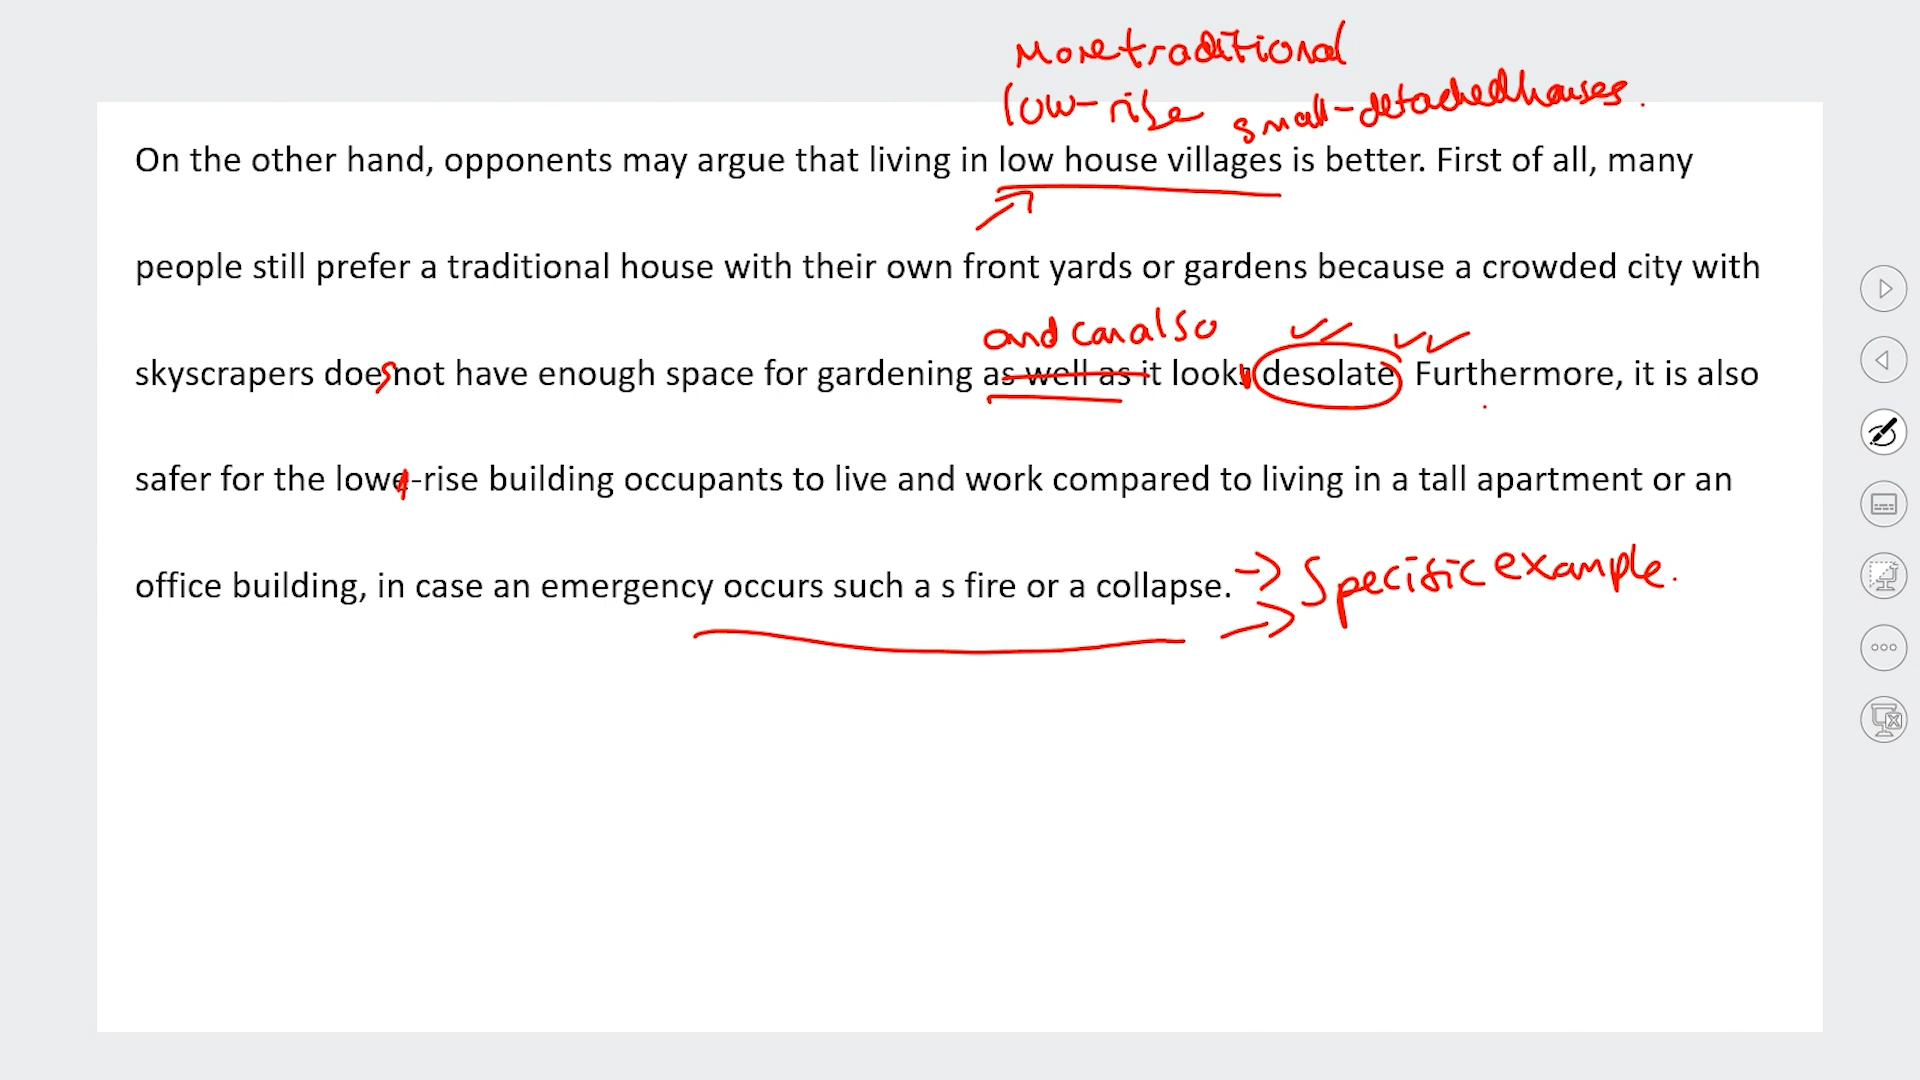 More traditional
low-rise small-detached houses.
On the other hand, opponents may argue that living in low house villages is better. First of all, many
people still prefer a traditional house with their own front yards or gardens because a crowded city with
and can also
skyscrapers does not have enough space for gardening as well as it looks desolate. Furthermore, it is also
safer for the lower-rise building occupants to live and work compared to living in a tall apartment or an
office building, in case an emergency occurs such a s fire or a collapse. → Specific example.